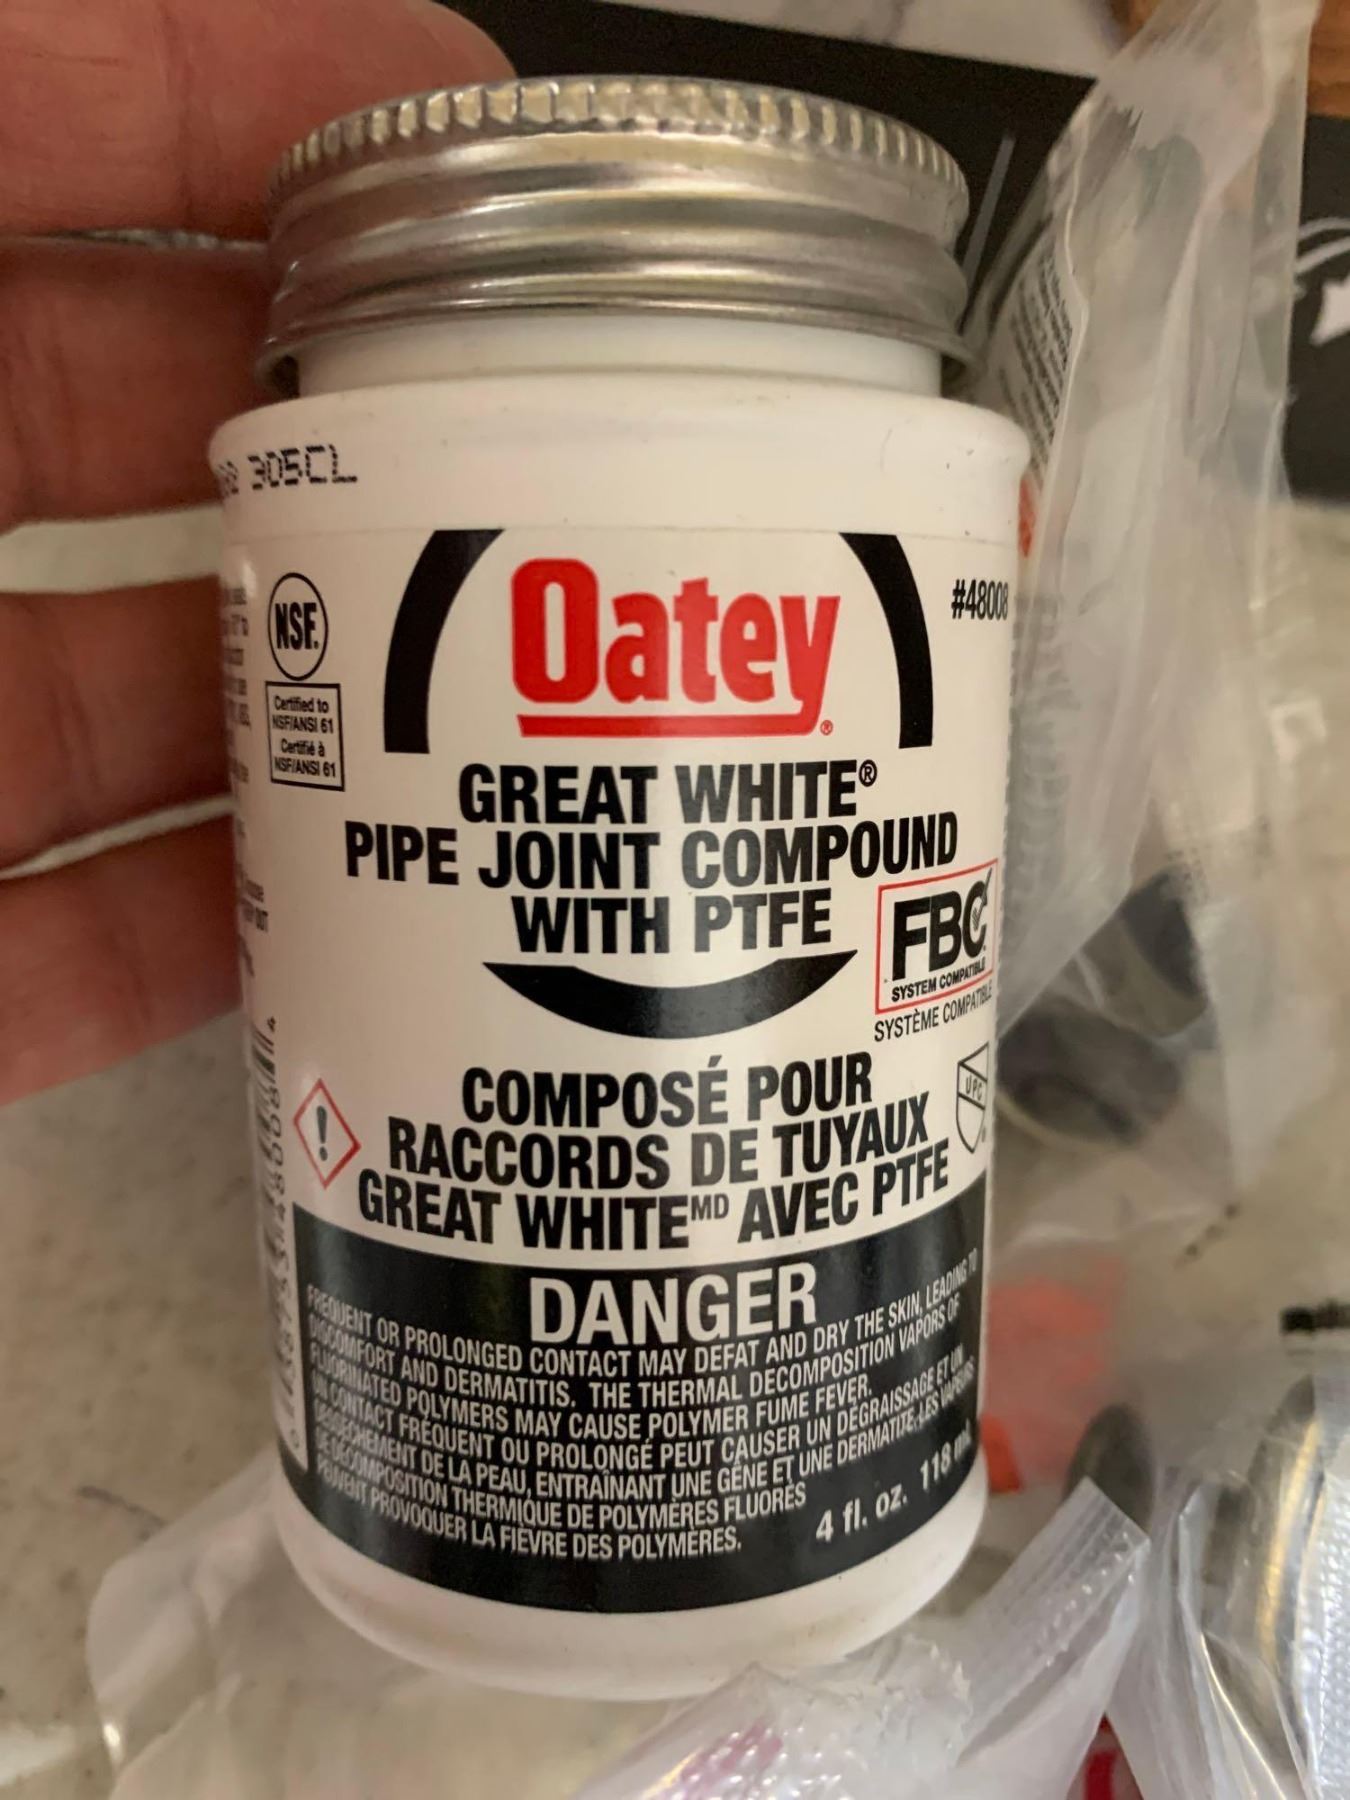 305CL
NSF.
Certified to
NSF/ANSI 61
Certifié à
NSF/ANSI 61
Oatey®
#48008
GREAT WHITE®
PIPE JOINT COMPOUND
WITH PTFE
FBC
SYSTEM COMPATIBLE
SYSTÈME COMPATIBLE
UPC
COMPOSÉ POUR
RACCORDS DE TUYAUX
GREAT WHITEMD AVEC PTFE
DANGER
FREQUENT OR PROLONGED CONTACT MAY DEFAT AND DRY THE SKIN, LEADING TO
DISCOMFORT AND DERMATITIS. THE THERMAL DECOMPOSITION VAPORS OF
FLUORINATED POLYMERS MAY CAUSE POLYMER FUME FEVER.
UN CONTACT FRÉQUENT OU PROLONGÉ PEUT CAUSER UN DÉGRAISSAGE ET UN
DESSÈCHEMENT DE LA PEAU, ENTRAÎNANT UNE GÊNE ET UNE DERMATITE. LES VAPEURS
DE DÉCOMPOSITION THERMIQUE DE POLYMÈRES FLUORÉS
PEUVENT PROVOQUER LA FIÈVRE DES POLYMÈRES.
4 fl. oz. 118 mL